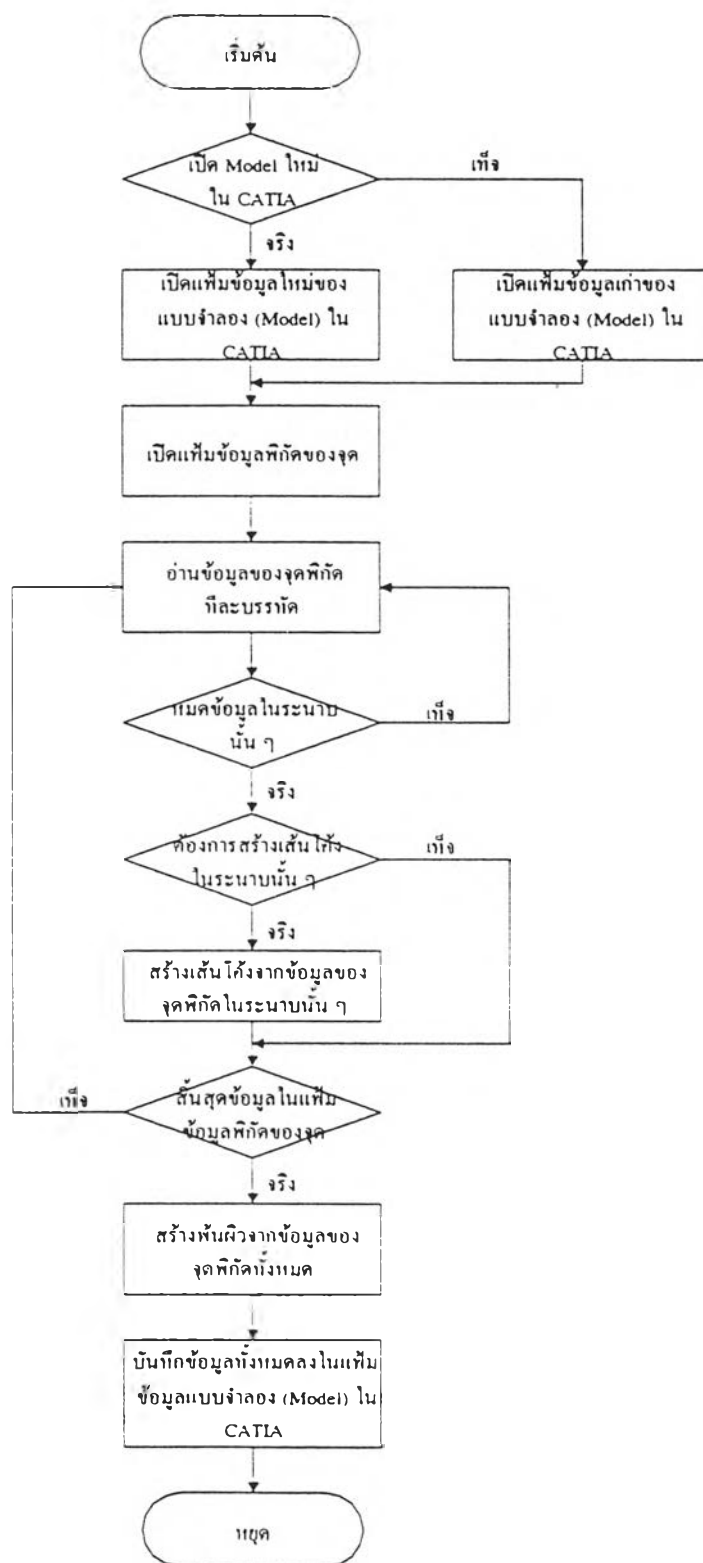 เริ่มต้น
เปิด Model ใหม่
ใน CATIA
เท็จ
จริง
เปิดแฟ้มข้อมูลใหม่ของ
แบบจำลอง (Model) ใน
CATIA
เปิดแฟ้มข้อมูลเก่าของ
แบบจำลอง (Model) ใน
CATIA
เปิดแฟ้มข้อมูลพิกัดของจุด
อ่านข้อมูลของจุดพิกัด
ทีละบรรทัด
หมดข้อมูลในระนาบ
นั้น ๆ
เท็จ
จริง
ต้องการสร้างเส้นโค้ง
ในระนาบนั้น ๆ
เท็จ
จริง
สร้างเส้นโค้งจากข้อมูลของ
จุดพิกัดในระนาบนั้น ๆ
สิ้นสุดข้อมูลในแฟ้ม
ข้อมูลพิกัดของจุด
เท็จ
จริง
สร้างพื้นผิวจากข้อมูลของ
จุดพิกัดทั้งหมด
บันทึกข้อมูลทั้งหมดลงในแฟ้ม
ข้อมูลแบบจำลอง (Model) ใน
CATIA
หยุด